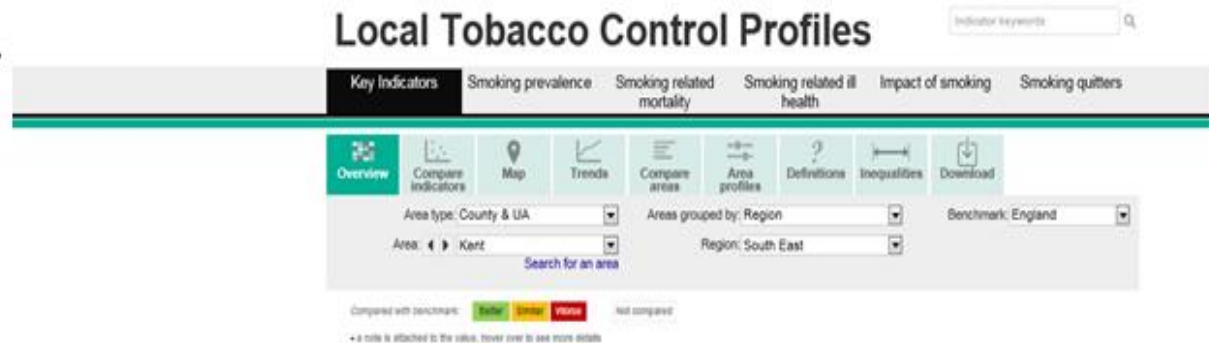 Local Tobacco Control Profiles
Indicator keywords
Key Indicators Smoking prevalence Smoking related mortality Smoking related ill health Impact of smoking Smoking quitters
Overview Compare indicators Map Trends Compare areas Area profiles Definitions Inequalities Download
Area type: County & UA Areas grouped by: Region Benchmark: England
Area: Kent Region: South East
Search for an area
Compared with benchmark: Better Similar Worse Not compared
• a note is attached to the value, hover over to see more details